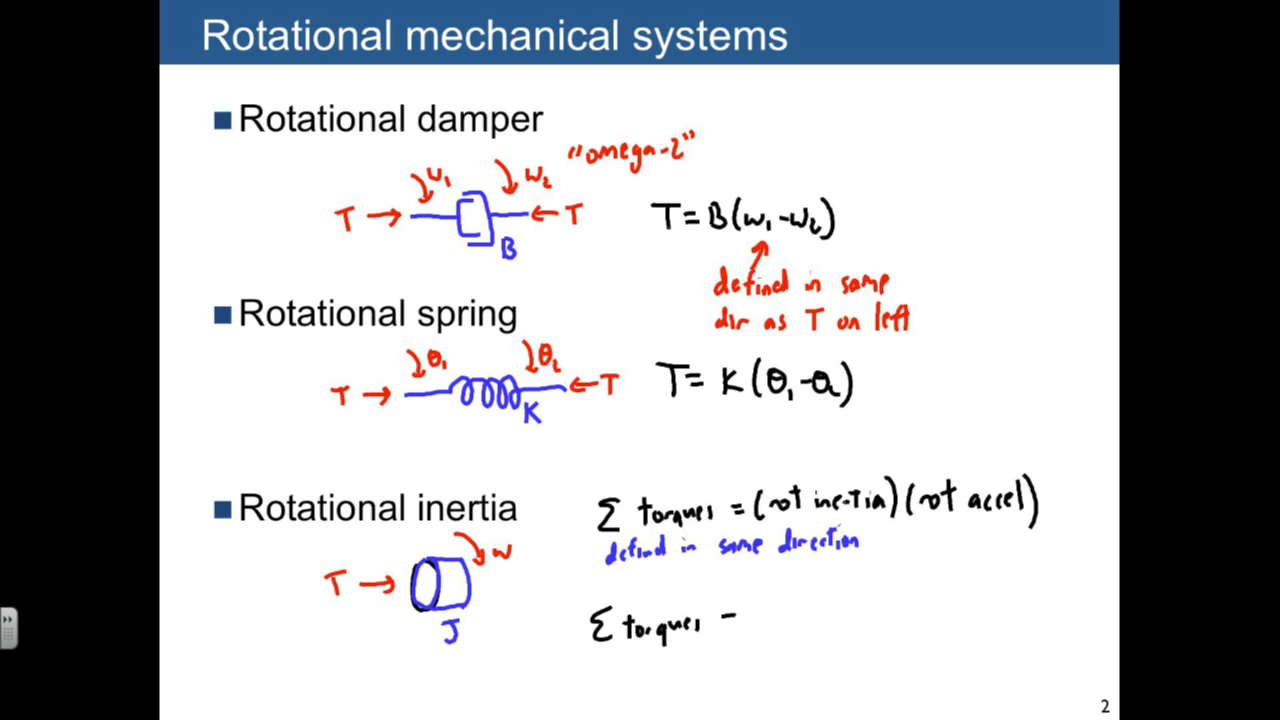 Rotational mechanical systems
Rotational damper
"omega-2"
ω₁ ω₂
T → ← T
B
T = B(ω₁-ω₂)
defined in same
dir as T on left
Rotational spring
θ₁ θ₂
T → ← T
K
T = K(θ₁-θ₂)
Rotational inertia
Σ torques = (rot inertia)(rot accel)
defined in same direction
ω
T →
J
Σ torques =
2